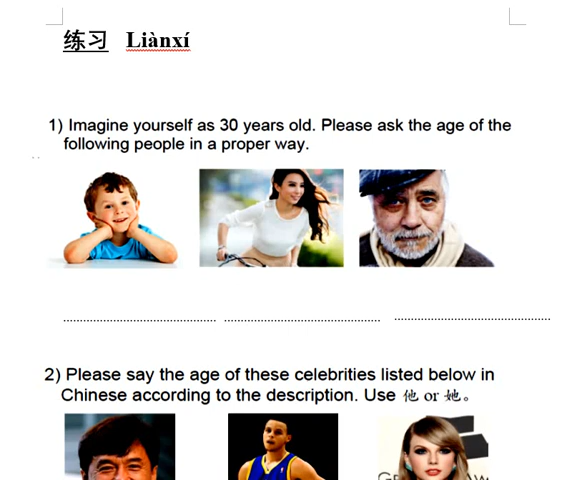 练习 Liànxí
1) Imagine yourself as 30 years old. Please ask the age of the
following people in a proper way.
2) Please say the age of these celebrities listed below in
Chinese according to the description. Use 他 or 她。